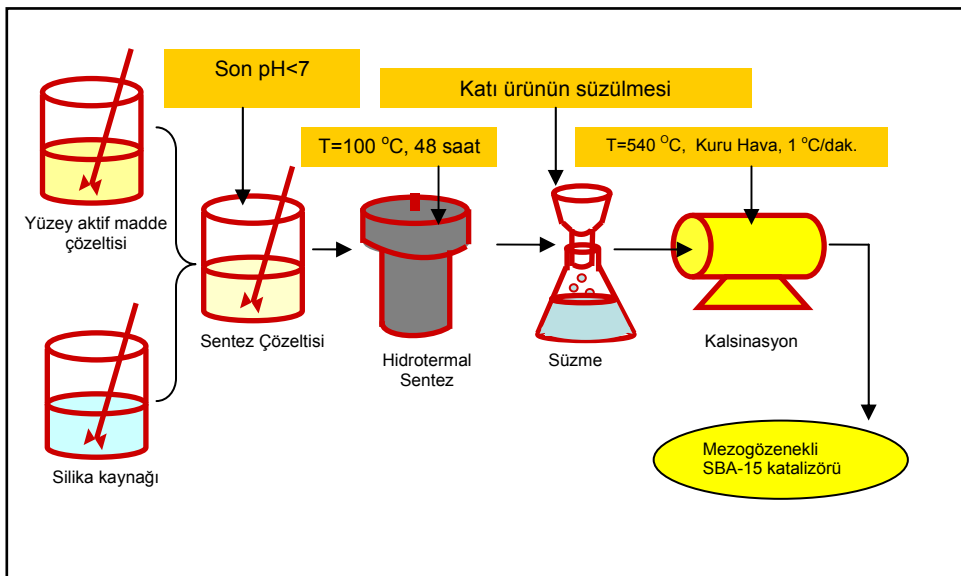 Son pH<7
Katı ürünün süzülmesi
T=100 °C, 48 saat
T=540 °C, Kuru Hava, 1 °C/dak.
Yüzey aktif madde
çözeltisi
Sentez Çözeltisi
Hidrotermal
Sentez
Süzme
Kalsinasyon
Silika kaynağı
Mezogözenekli
SBA-15 katalizörü